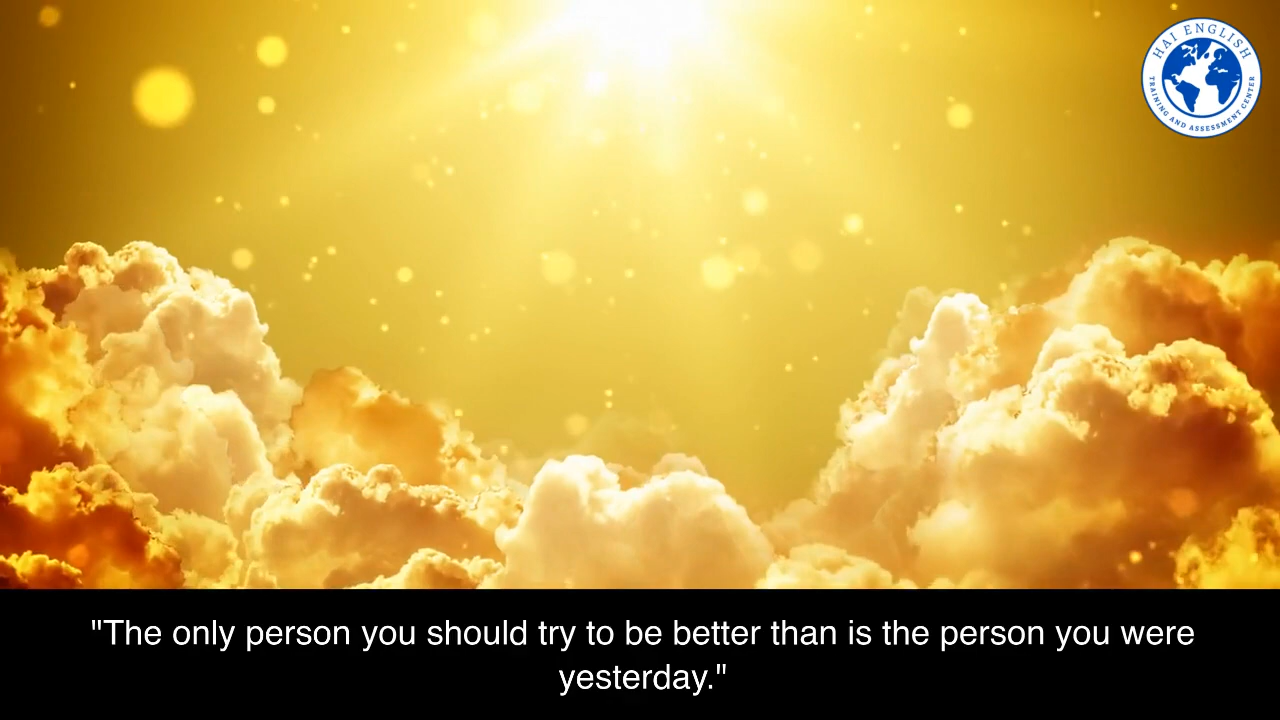 HAI ENGLISH
TRAINING AND ASSESSMENT CENTER
"The only person you should try to be better than is the person you were
yesterday."